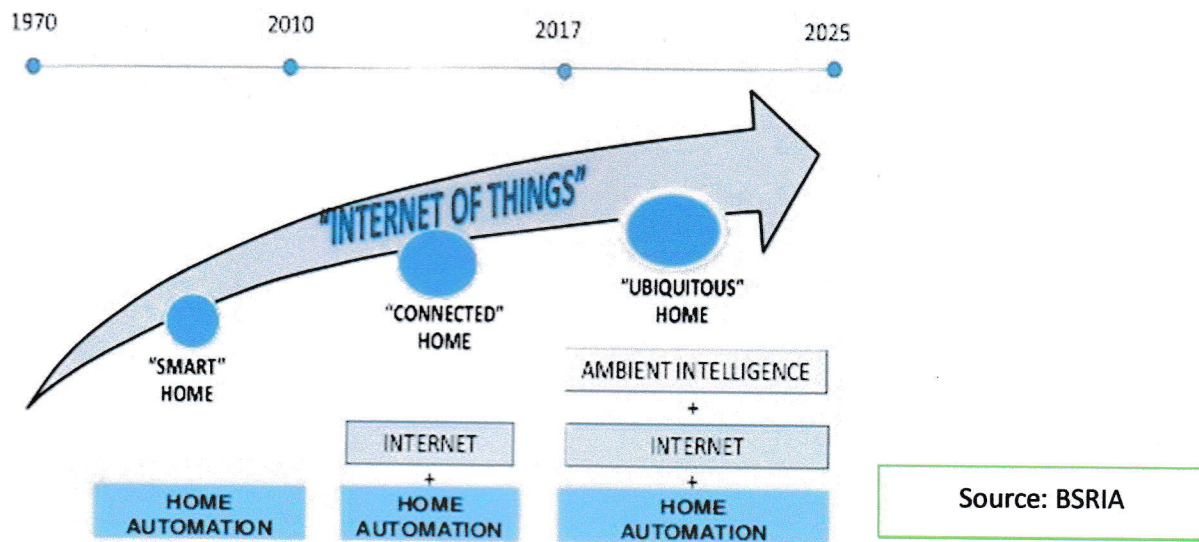 1970 2010 2017 2025
"INTERNET OF THINGS"
"SMART"
HOME
"CONNECTED"
HOME
"UBIQUITOUS"
HOME
AMBIENT INTELLIGENCE
+
INTERNET
+
HOME
AUTOMATION
INTERNET
+
HOME
AUTOMATION
HOME
AUTOMATION
Source: BSRIA